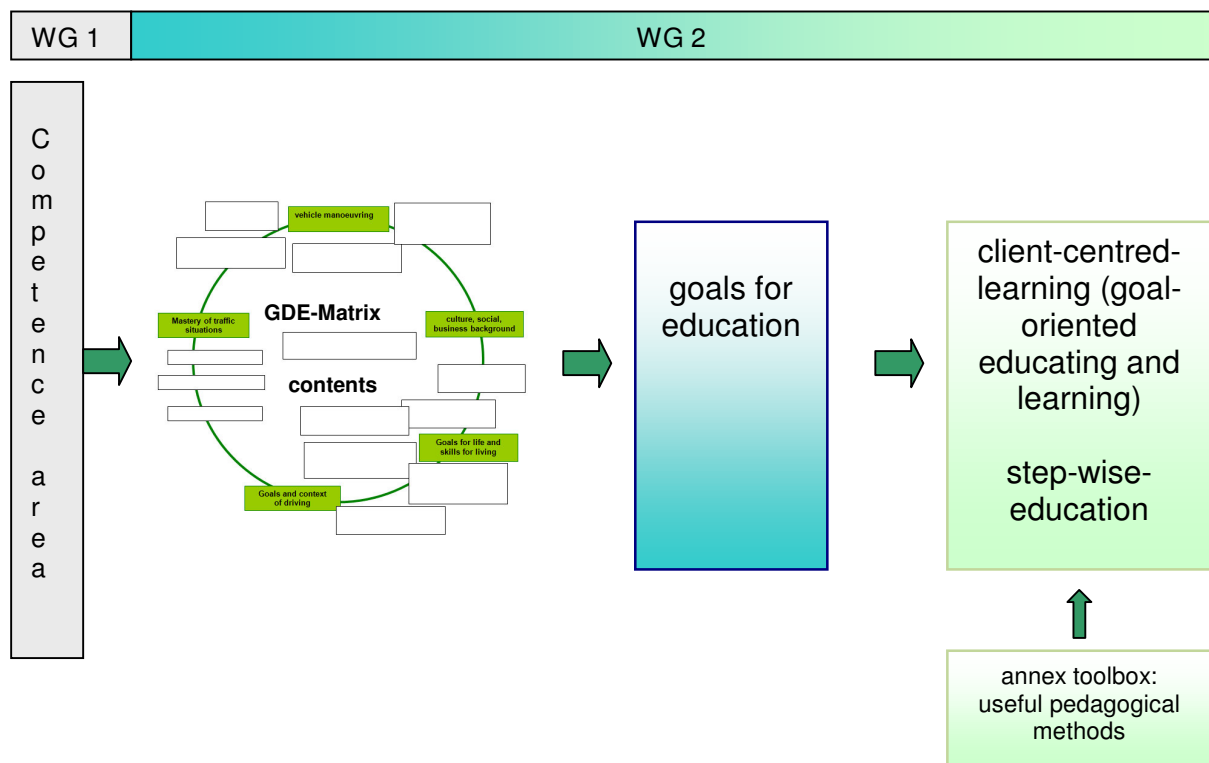 WG 1
WG 2
Competence area
vehicle manoeuvring
Mastery of traffic
situations
GDE-Matrix
culture, social,
business background
contents
Goals for life and
skills for living
Goals and context
of driving
goals for
education
client-centred-
learning (goal-
oriented
educating and
learning)
step-wise-
education
annex toolbox:
useful pedagogical
methods